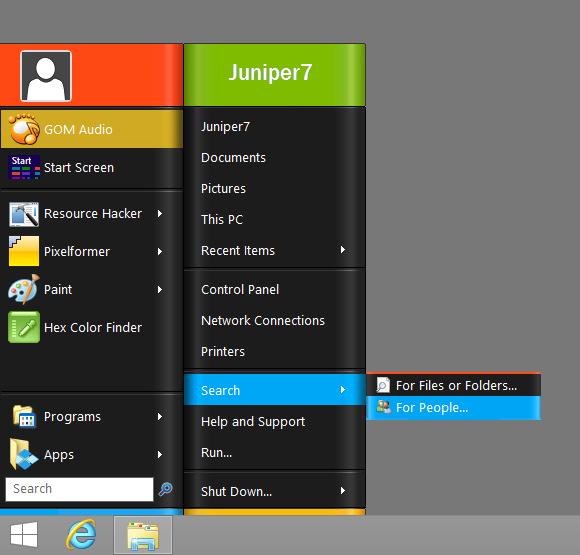 Juniper7
GOM Audio
Start
Start Screen
Resource Hacker
Pixelformer
Paint
Hex Color Finder
Programs
Apps
Search
Juniper7
Documents
Pictures
This PC
Recent Items
Control Panel
Network Connections
Printers
Search
Help and Support
Run...
Shut Down...
For Files or Folders...
For People...